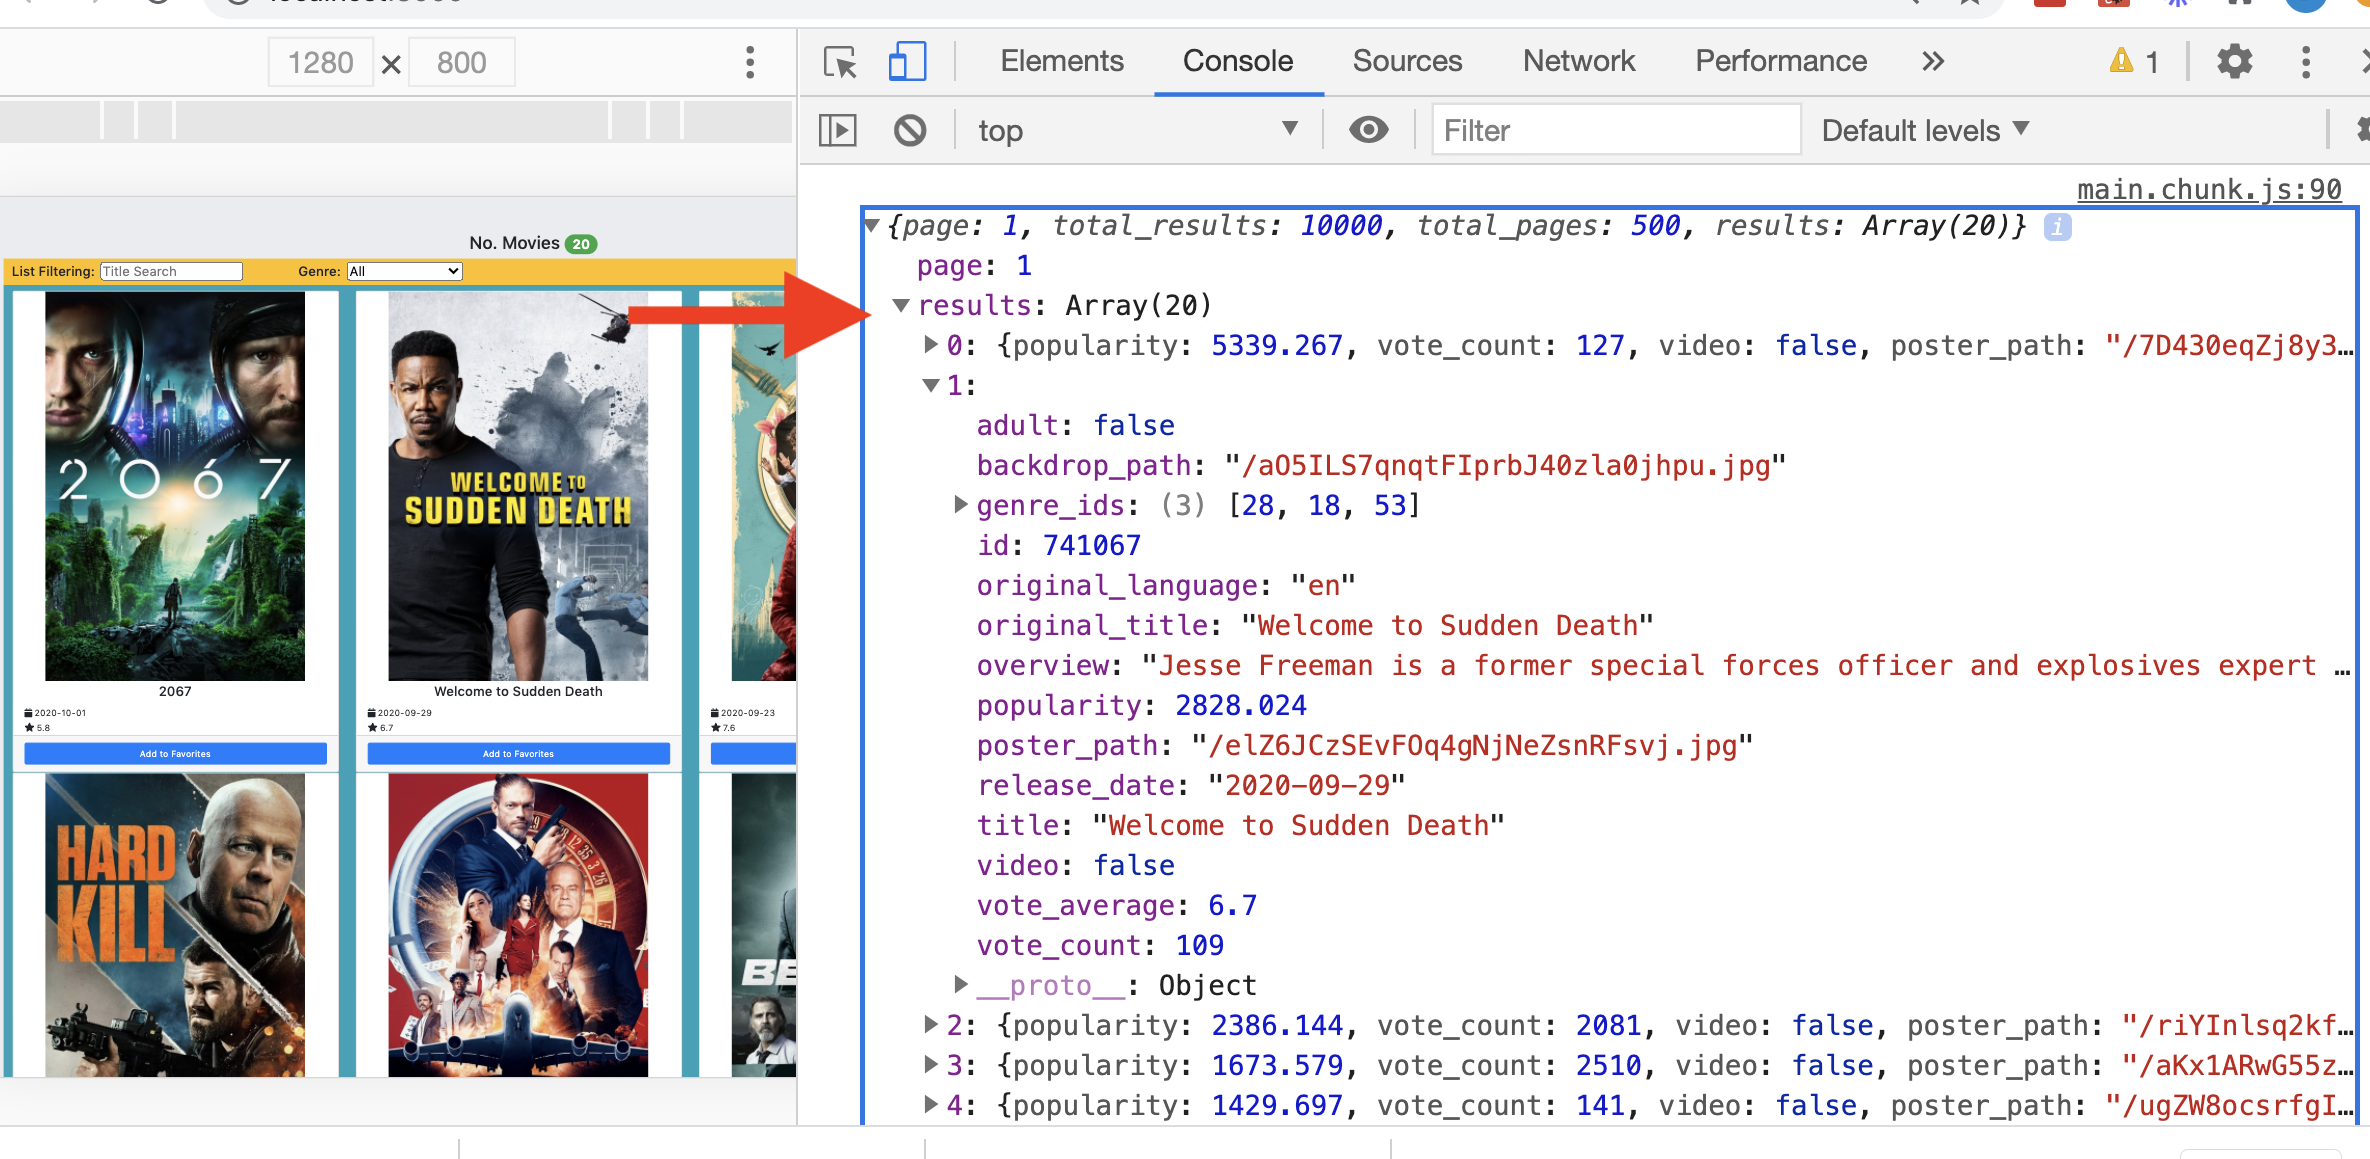 1280 × 800
Elements Console Sources Network Performance » 1
top Filter Default levels
main.chunk.js:90
No. Movies 20
List Filtering: Title Search Genre: All
2067
WELCOME TO
SUDDEN DEATH
2067
2020-10-01
5.8
Add to Favorites
Welcome to Sudden Death
2020-09-29
6.7
Add to Favorites
2020-09-23
7.6
HARD
KILL
BE
{page: 1, total_results: 10000, total_pages: 500, results: Array(20)} i
page: 1
results: Array(20)
0: {popularity: 5339.267, vote_count: 127, video: false, poster_path: "/7D430eqZj8y3…
1:
adult: false
backdrop_path: "/aO5ILS7qnqtFIprbJ40zla0jhpu.jpg"
genre_ids: (3) [28, 18, 53]
id: 741067
original_language: "en"
original_title: "Welcome to Sudden Death"
overview: "Jesse Freeman is a former special forces officer and explosives expert …
popularity: 2828.024
poster_path: "/elZ6JCzSEvFOq4gNjNeZsnRFsvj.jpg"
release_date: "2020-09-29"
title: "Welcome to Sudden Death"
video: false
vote_average: 6.7
vote_count: 109
__proto__: Object
2: {popularity: 2386.144, vote_count: 2081, video: false, poster_path: "/riYInlsq2kf…
3: {popularity: 1673.579, vote_count: 2510, video: false, poster_path: "/aKx1ARwG55z…
4: {popularity: 1429.697, vote_count: 141, video: false, poster_path: "/ugZW8ocsrfgI…